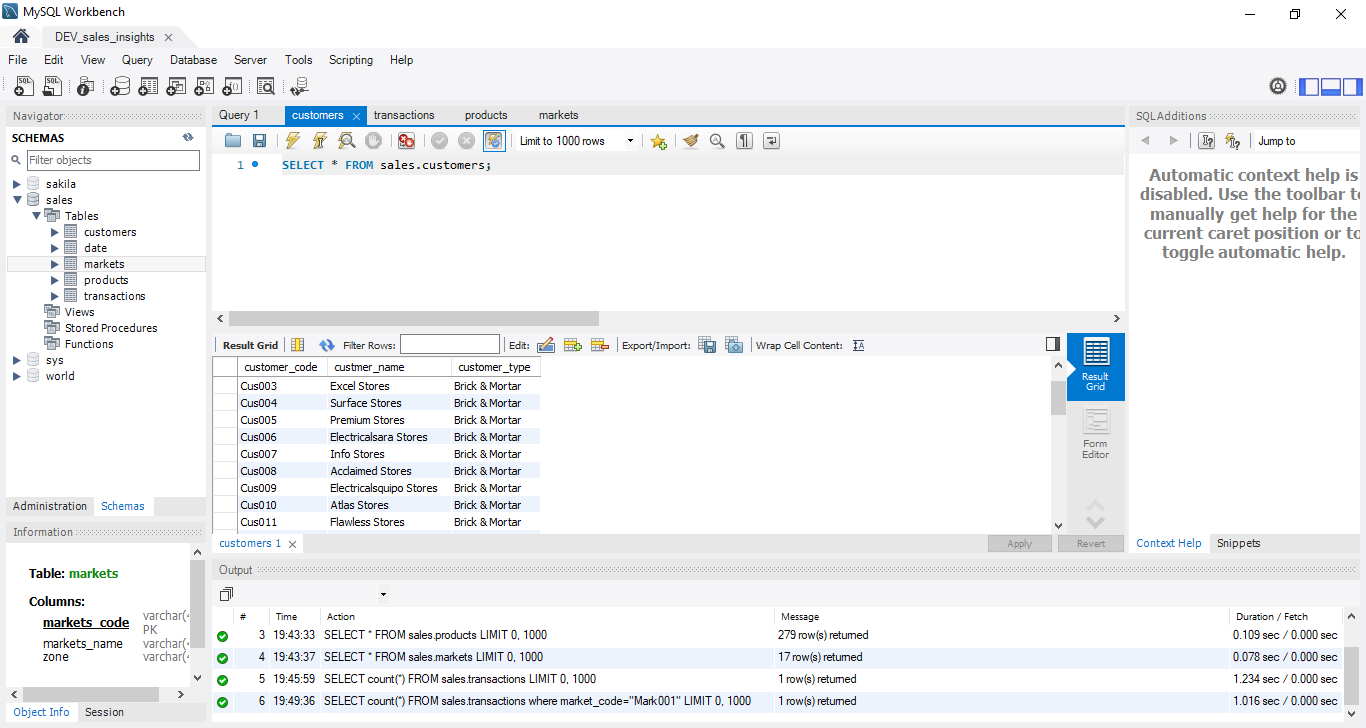 MySQL Workbench
DEV_sales_insights
File Edit View Query Database Server Tools Scripting Help
Navigator
SCHEMAS
Filter objects
sakila
sales
Tables
customers
date
markets
products
transactions
Views
Stored Procedures
Functions
sys
world
Administration Schemas
Information
Table: markets
Columns:
markets_code varchar(4
PK
markets_name varchar(4
zone varchar(4
Object Info Session
Query 1 customers transactions products markets
Limit to 1000 rows
1 SELECT * FROM sales.customers;
Result Grid Filter Rows: Edit: Export/Import: Wrap Cell Content:
customer_code custmer_name customer_type
Cus003 Excel Stores Brick & Mortar
Cus004 Surface Stores Brick & Mortar
Cus005 Premium Stores Brick & Mortar
Cus006 Electricalsara Stores Brick & Mortar
Cus007 Info Stores Brick & Mortar
Cus008 Acclaimed Stores Brick & Mortar
Cus009 Electricalsquipo Stores Brick & Mortar
Cus010 Atlas Stores Brick & Mortar
Cus011 Flawless Stores Brick & Mortar
Result
Grid
Form
Editor
customers 1 Apply Revert
SQLAdditions
Jump to
Automatic context help is
disabled. Use the toolbar to
manually get help for the
current caret position or to
toggle automatic help.
Context Help Snippets
Output
# Time Action Message Duration / Fetch
3 19:43:33 SELECT * FROM sales.products LIMIT 0, 1000 279 row(s) returned 0.109 sec / 0.000 sec
4 19:43:37 SELECT * FROM sales.markets LIMIT 0, 1000 17 row(s) returned 0.078 sec / 0.000 sec
5 19:45:59 SELECT count(*) FROM sales.transactions LIMIT 0, 1000 1 row(s) returned 1.234 sec / 0.000 sec
6 19:49:36 SELECT count(*) FROM sales.transactions where market_code="Mark001" LIMIT 0, 1000 1 row(s) returned 1.016 sec / 0.000 sec